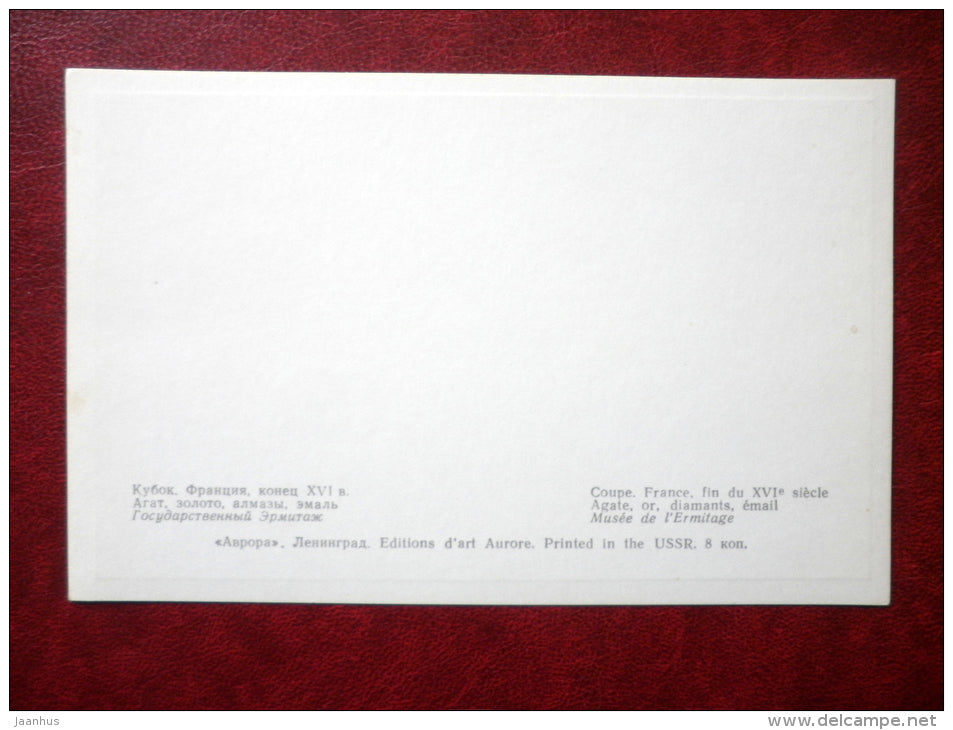 Кубок. Франция, конец XVI в.
Агат, золото, алмазы, эмаль
Государственный Эрмитаж
Coupe. France, fin du XVIe siècle
Agate, or, diamants, émail
Musée de l'Ermitage
«Аврора». Ленинград. Editions d'art Aurore. Printed in the USSR. 8 коп.
Jaanhus
www.delcampe.net